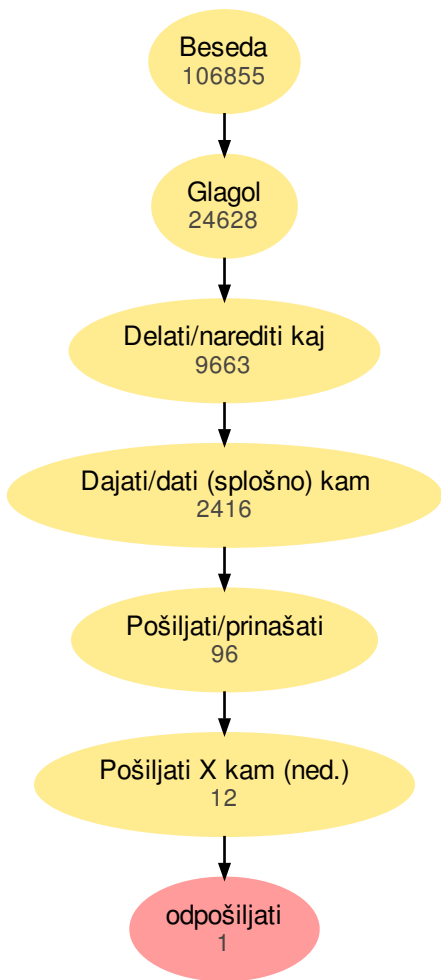 Beseda
106855
Glagol
24628
Delati/narediti kaj
9663
Dajati/dati (splošno) kam
2416
Pošiljati/prinašati
96
Pošiljati X kam (ned.)
12
odpošiljati
1